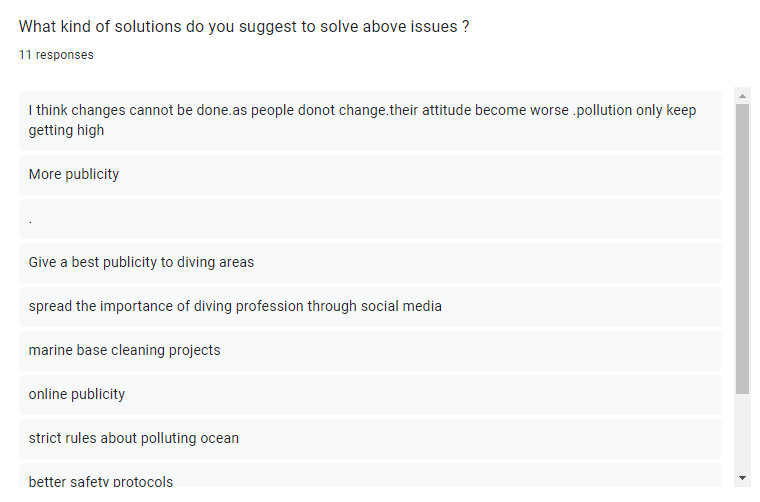 What kind of solutions do you suggest to solve above issues ?
11 responses
I think changes cannot be done.as people donot change.their attitude become worse .pollution only keep
getting high
More publicity
.
Give a best publicity to diving areas
spread the importance of diving profession through social media
marine base cleaning projects
online publicity
strict rules about polluting ocean
better safety protocols